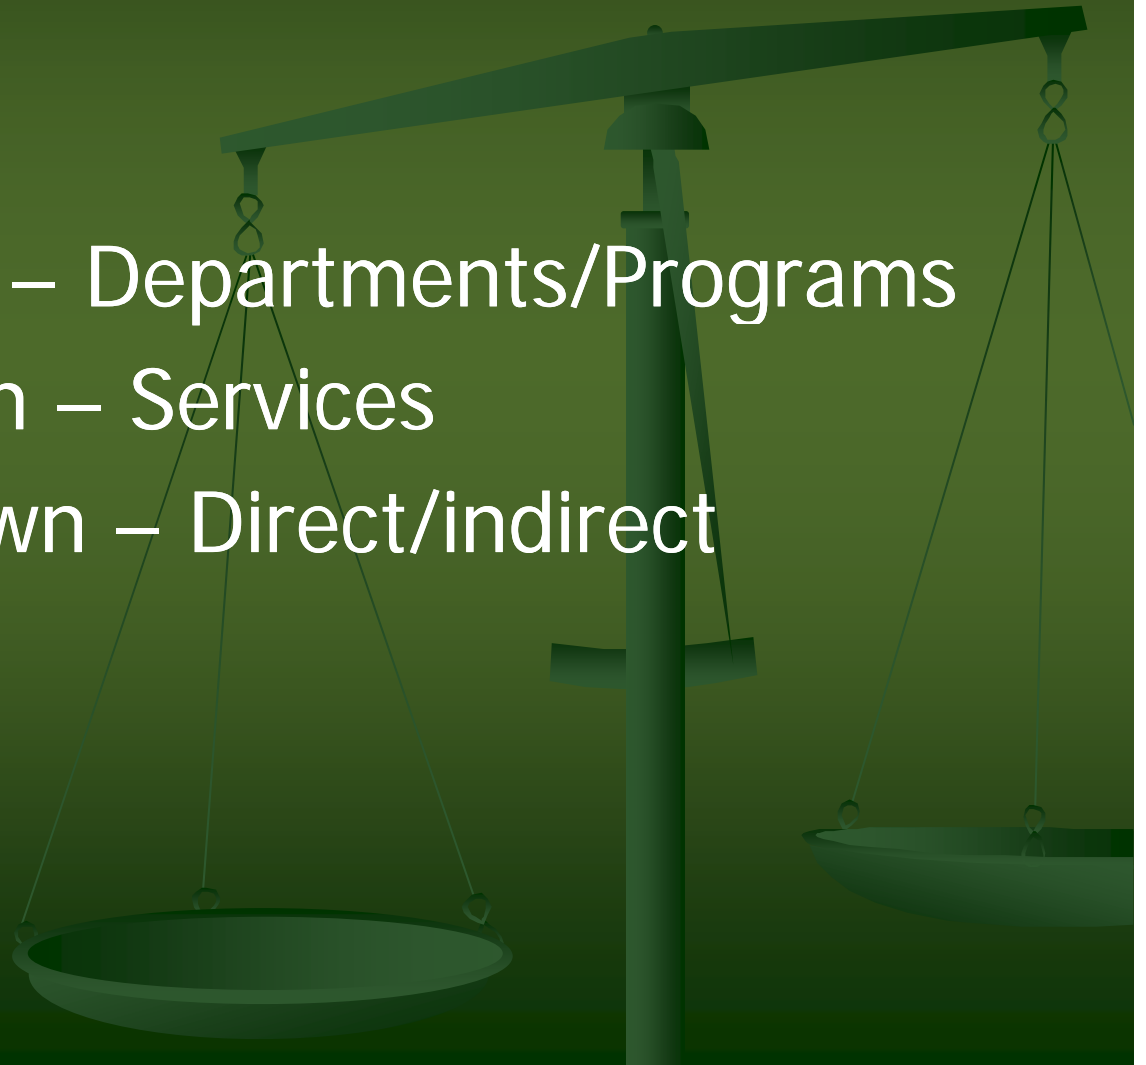 – Departments/Programs
n – Services
wn – Direct/indirect